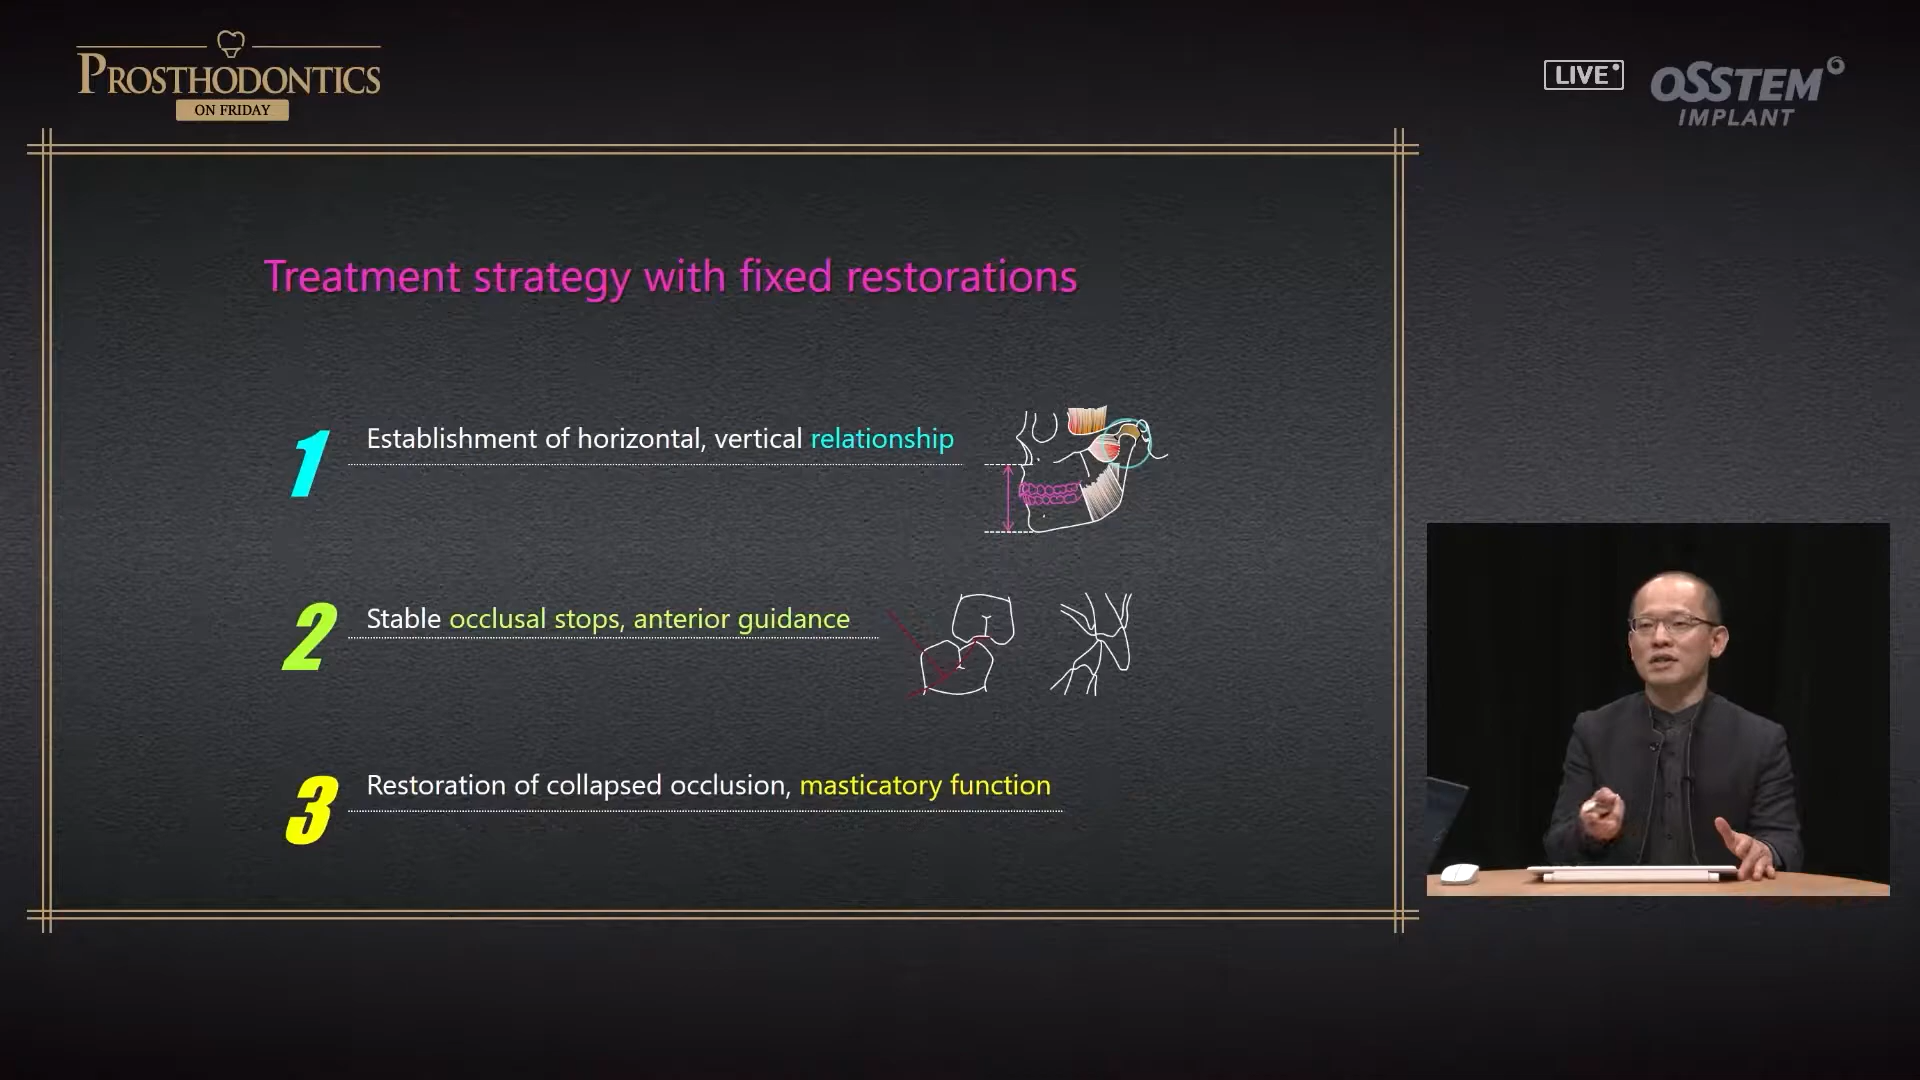 PROSTHODONTICS
ON FRIDAY
LIVE
OSSTEM
IMPLANT
Treatment strategy with fixed restorations
1 Establishment of horizontal, vertical relationship
2 Stable occlusal stops, anterior guidance
3 Restoration of collapsed occlusion, masticatory function